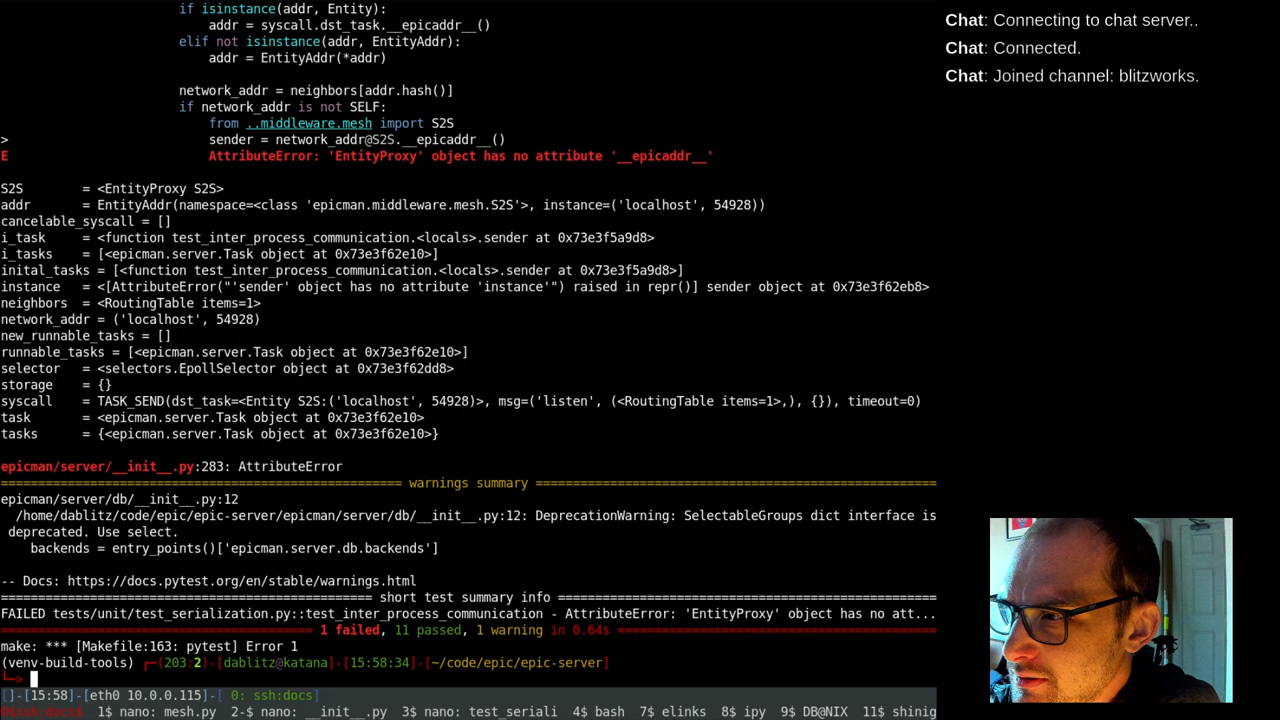 if isinstance(addr, Entity):
addr = syscall.dst_task.__epicaddr__()
elif not isinstance(addr, EntityAddr):
addr = EntityAddr(*addr)
network_addr = neighbors[addr.hash()]
if network_addr is not SELF:
from ..middleware.mesh import S2S
> sender = network_addr@S2S.__epicaddr__()
E AttributeError: 'EntityProxy' object has no attribute '__epicaddr__'
S2S = <EntityProxy S2S>
addr = EntityAddr(namespace=<class 'epicman.middleware.mesh.S2S'>, instance=('localhost', 54928))
cancelable_syscall = []
i_task = <function test_inter_process_communication.<locals>.sender at 0x73e3f5a9d8>
i_tasks = [<epicman.server.Task object at 0x73e3f62e10>]
inital_tasks = [<function test_inter_process_communication.<locals>.sender at 0x73e3f5a9d8>]
instance = <[AttributeError("'sender' object has no attribute 'instance'") raised in repr()] sender object at 0x73e3f62eb8>
neighbors = <RoutingTable items=1>
network_addr = ('localhost', 54928)
new_runnable_tasks = []
runnable_tasks = [<epicman.server.Task object at 0x73e3f62e10>]
selector = <selectors.EpollSelector object at 0x73e3f62dd8>
storage = {}
syscall = TASK_SEND(dst_task=<Entity S2S:('localhost', 54928)>, msg=('listen', (<RoutingTable items=1>,), {}), timeout=0)
task = <epicman.server.Task object at 0x73e3f62e10>
tasks = {<epicman.server.Task object at 0x73e3f62e10>}
epicman/server/__init__.py:283: AttributeError
warnings summary
epicman/server/db/__init__.py:12
/home/dablitz/code/epic/epic-server/epicman/server/db/__init__.py:12: DeprecationWarning: SelectableGroups dict interface is
deprecated. Use select.
backends = entry_points()['epicman.server.db.backends']
-- Docs: https://docs.pytest.org/en/stable/warnings.html
short test summary info
FAILED tests/unit/test_serialization.py::test_inter_process_communication - AttributeError: 'EntityProxy' object has no att...
1 failed, 11 passed, 1 warning in 0.64s
make: *** [Makefile:163: pytest] Error 1
(venv-build-tools) ┌─(203:2)-[dablitz@katana]-[15:58:34]-[~/code/epic/epic-server]
└─>
[]-[15:58]-[eth0 10.0.0.115]-[ 0: ssh:docs]
0$ssh:docs 1$ nano: mesh.py 2-$ nano: __init__.py 3$ nano: test_seriali 4$ bash 7$ elinks 8$ ipy 9$ DB@NIX 11$ shinig
Chat: Connecting to chat server..
Chat: Connected.
Chat: Joined channel: blitzworks.